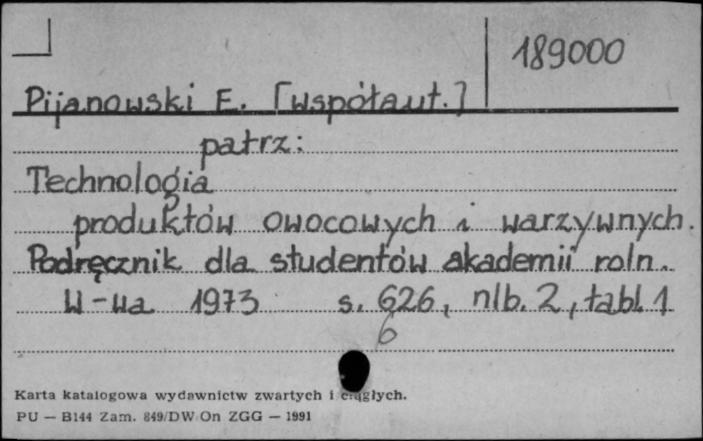 189000
Pijanowski E. [współaut.]
patrz:
Technologia
produktów owocowych i warzywnych.
Podręcznik dla studentów akademii roln.
W-wa 1973 s. 626, nlb. 2, tabl. 1
6
Karta katalogowa wydawnictw zwartych i ciągłych.
PU — B144 Zam. 849/DW On ZGG — 1991